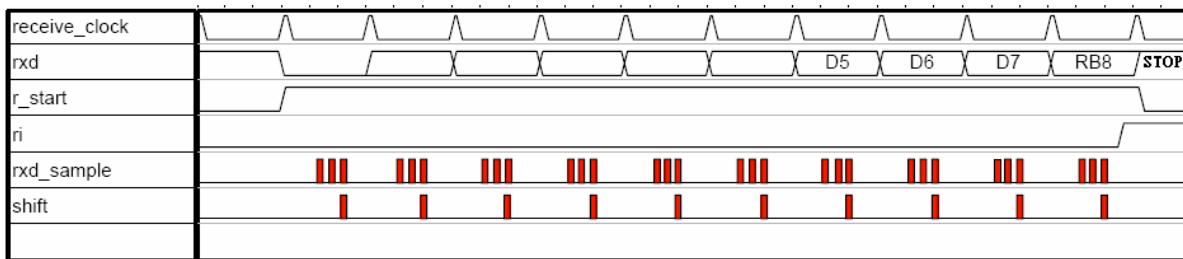 receive_clock
rxd D5 D6 D7 RB8 STOP
r_start
ri
rxd_sample
shift